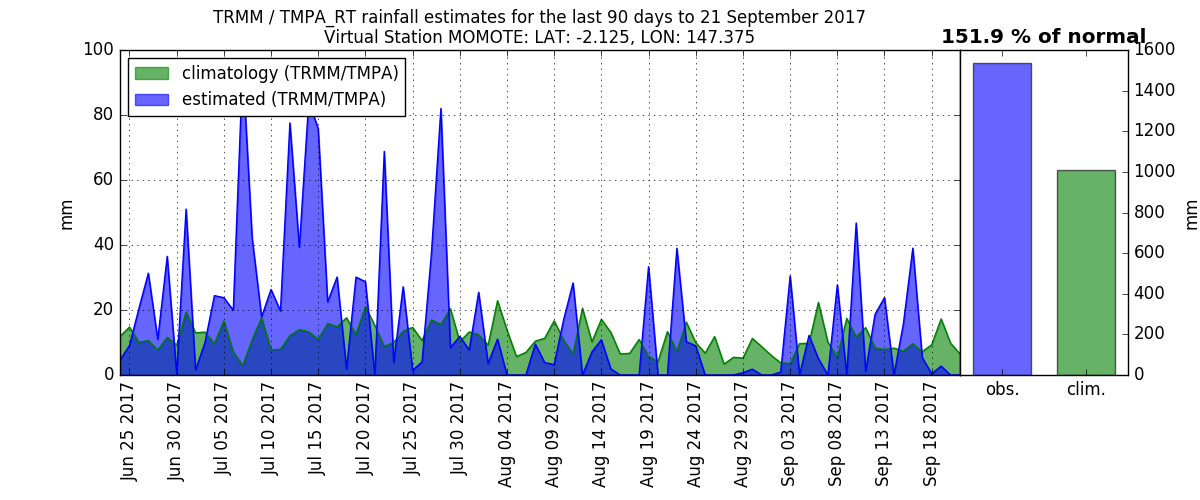 TRMM / TMPA_RT rainfall estimates for the last 90 days to 21 September 2017
Virtual Station MOMOTE: LAT: -2.125, LON: 147.375
151.9 % of normal
climatology (TRMM/TMPA)
estimated (TRMM/TMPA)
mm
100
80
60
40
20
0
Jun 25 2017
Jun 30 2017
Jul 05 2017
Jul 10 2017
Jul 15 2017
Jul 20 2017
Jul 25 2017
Jul 30 2017
Aug 04 2017
Aug 09 2017
Aug 14 2017
Aug 19 2017
Aug 24 2017
Aug 29 2017
Sep 03 2017
Sep 08 2017
Sep 13 2017
Sep 18 2017
1600
1400
1200
1000
800
600
400
200
0
mm
obs.
clim.